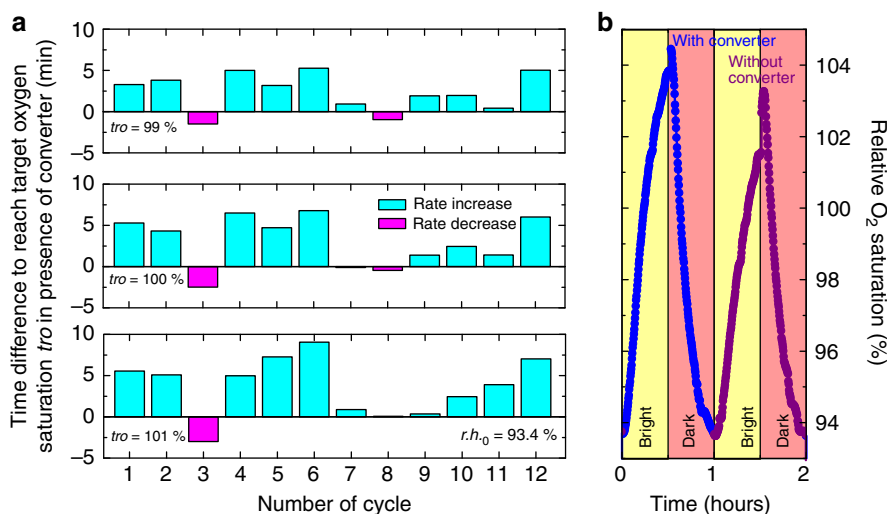 a
Time difference to reach target oxygen
saturation tro in presence of converter (min)
10
5
0
−5
tro = 99 %
10
5
0
−5
Rate increase
Rate decrease
tro = 100 %
10
5
0
−5
tro = 101 %
r.h.0 = 93.4 %
1 2 3 4 5 6 7 8 9 10 11 12
Number of cycle
b
With converter
Without
converter
Bright
Dark
Bright
Dark
104
102
100
98
96
94
Relative O2 saturation (%)
0 1 2
Time (hours)